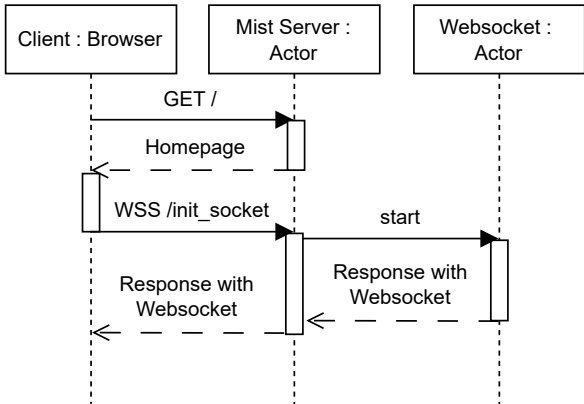 Client : Browser
Mist Server :
Actor
Websocket :
Actor
GET /
Homepage
WSS /init_socket
start
Response with
Websocket
Response with
Websocket